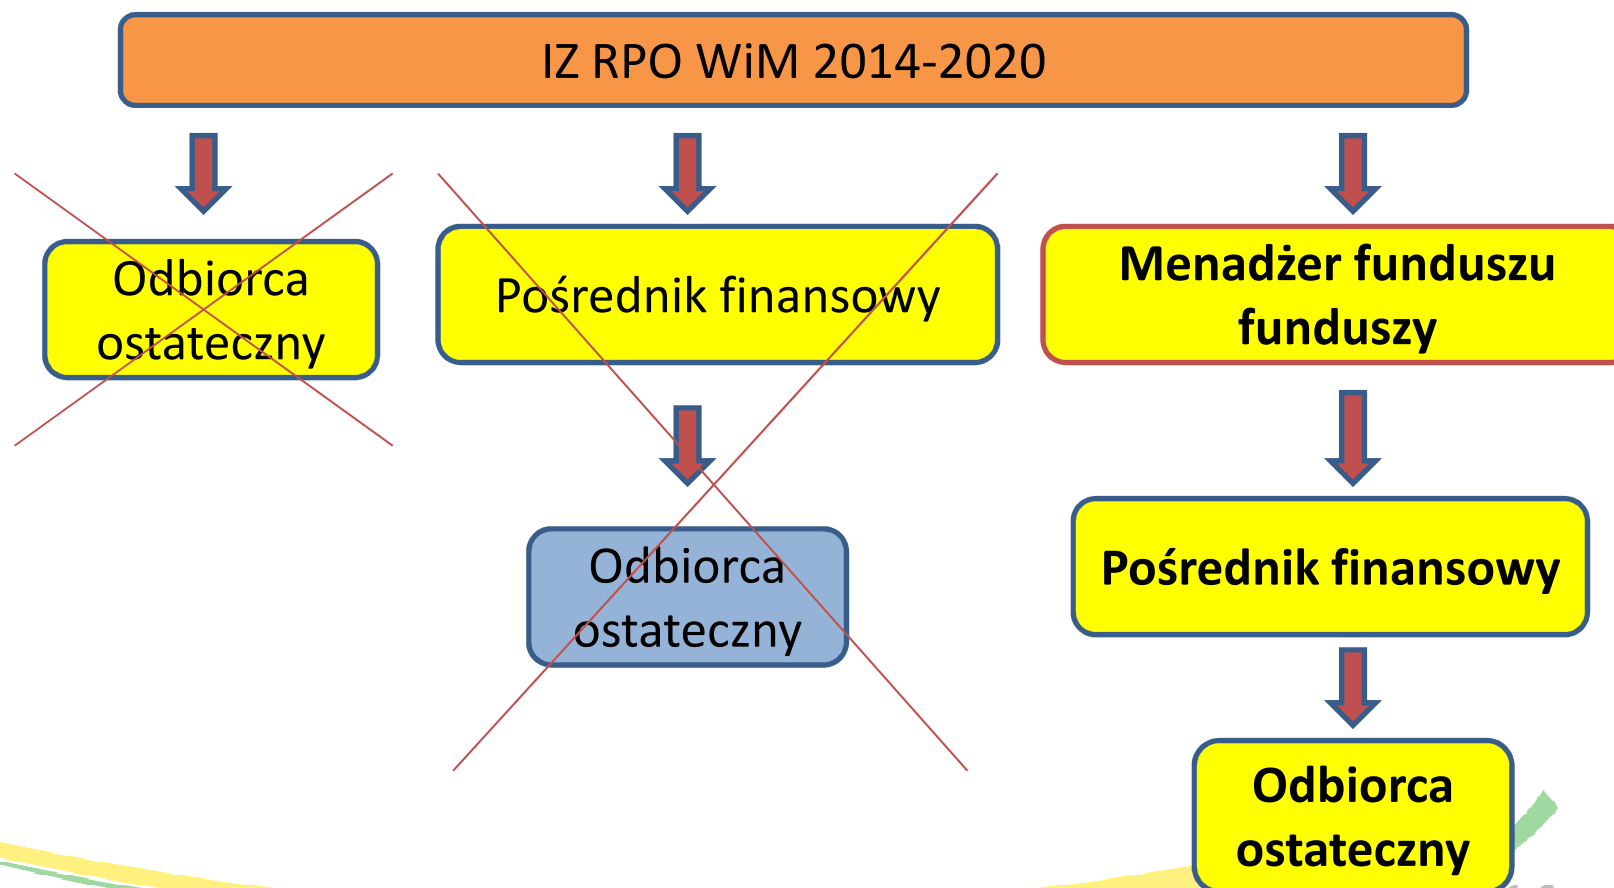 IZ RPO WiM 2014-2020
Odbiorca
ostateczny
Pośrednik finansowy
Odbiorca
ostateczny
Menadżer funduszu
funduszy
Pośrednik finansowy
Odbiorca
ostateczny